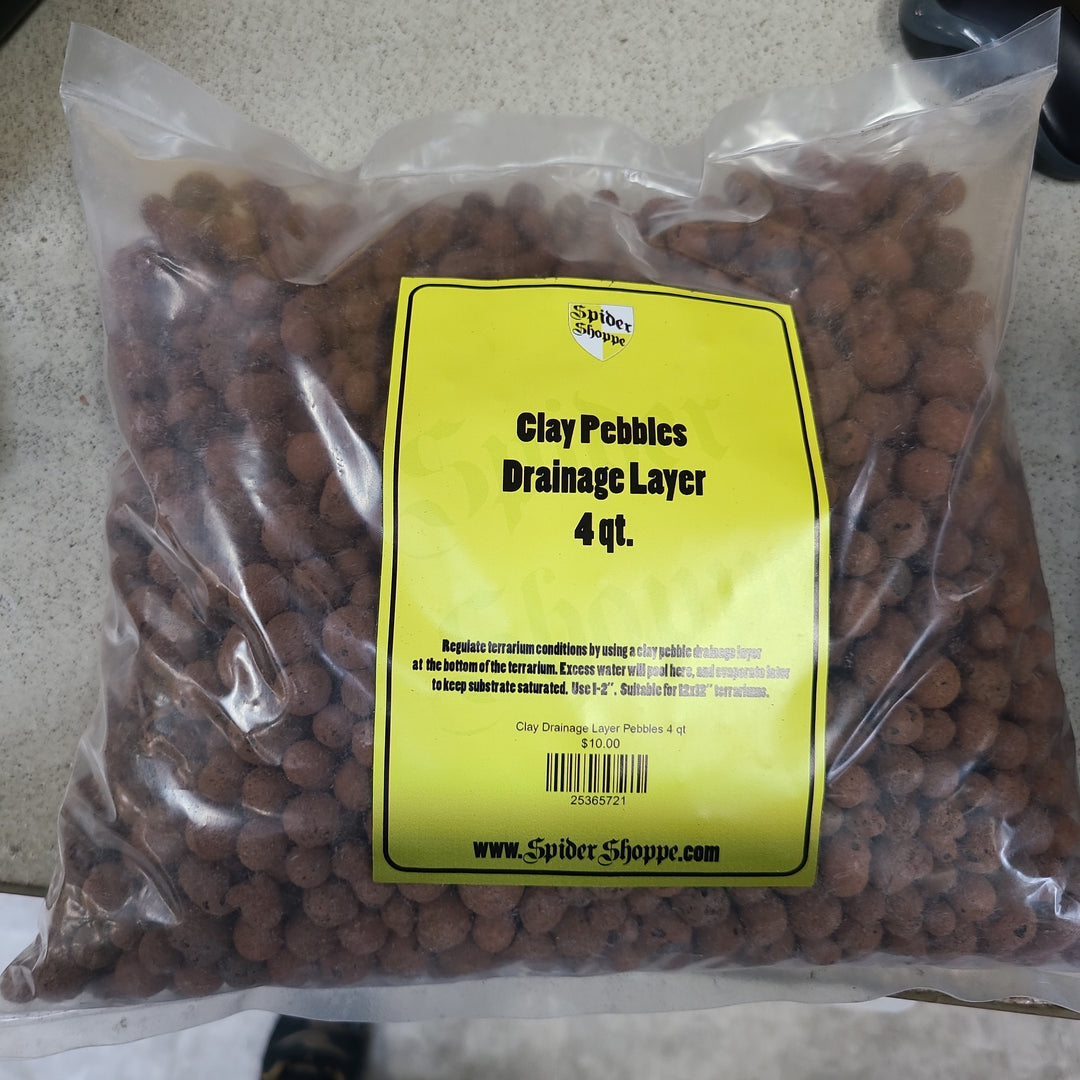 Spider
Shoppe
Clay Pebbles
Drainage Layer
4 qt.
Regulate terrarium conditions by using a clay pebble drainage layer
at the bottom of the terrarium. Excess water will pool here, and evaporate later
to keep substrate saturated. Use 1-2". Suitable for 12x12" terrariums.
Clay Drainage Layer Pebbles 4 qt
$10.00
25365721
www.SpiderShoppe.com